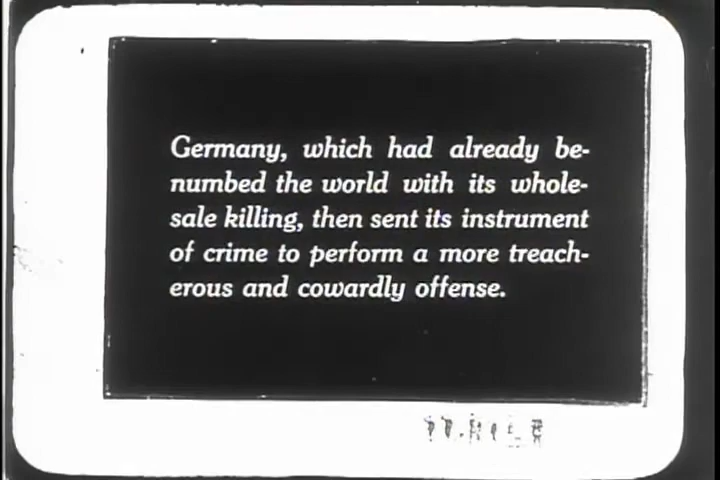 Germany, which had already be-
numbed the world with its whole-
sale killing, then sent its instrument
of crime to perform a more treach-
erous and cowardly offense.